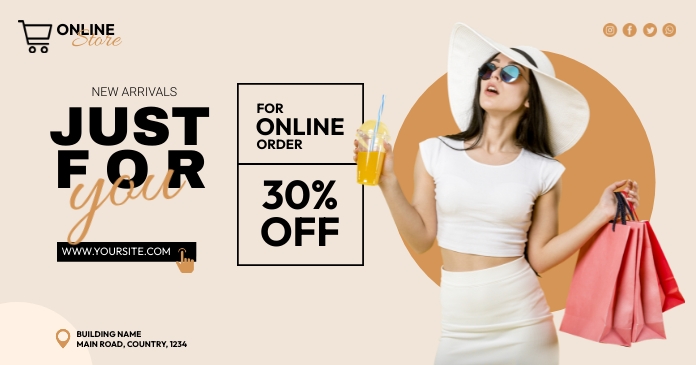 ONLINE
Store
NEW ARRIVALS
JUST
FOR
you
WWW.YOURSITE.COM
FOR
ONLINE
ORDER
30%
OFF
BUILDING NAME
MAIN ROAD, COUNTRY, 1234